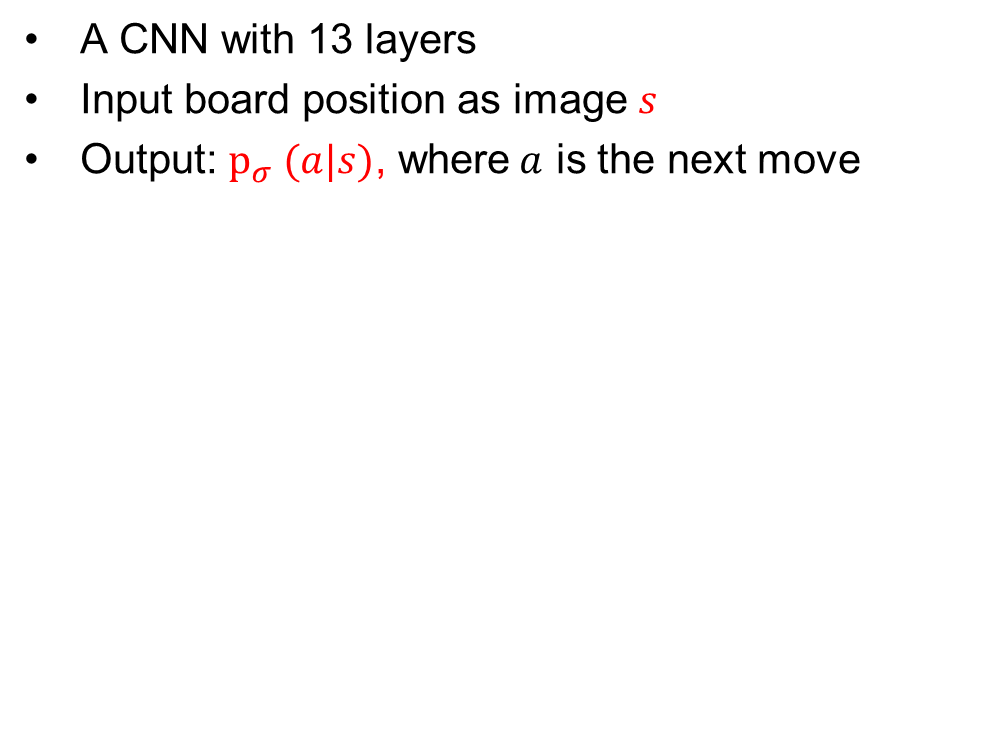 • A CNN with 13 layers
• Input board position as image 𝑠
• Output: p𝜎 (𝑎|𝑠), where 𝑎 is the next move